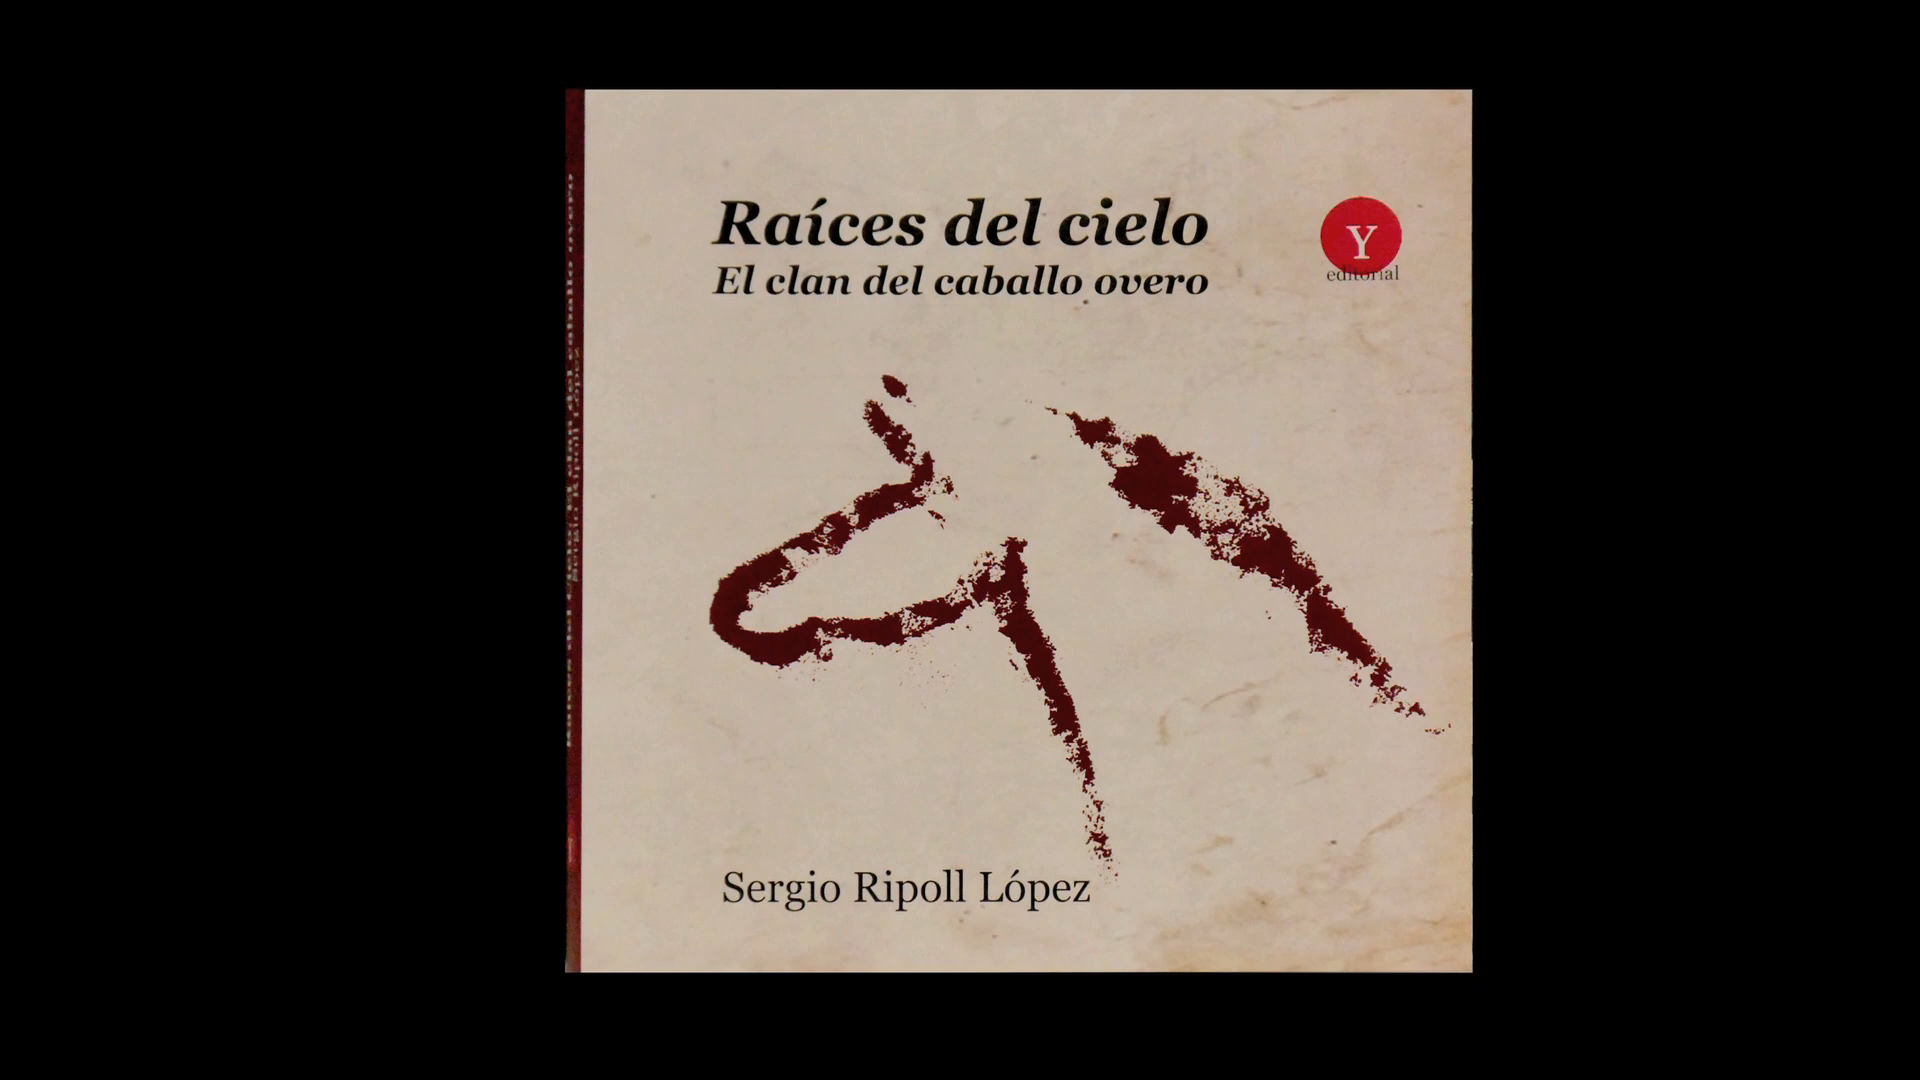 Raíces del cielo
El clan del caballo overo
Y
editorial
Sergio Ripoll López